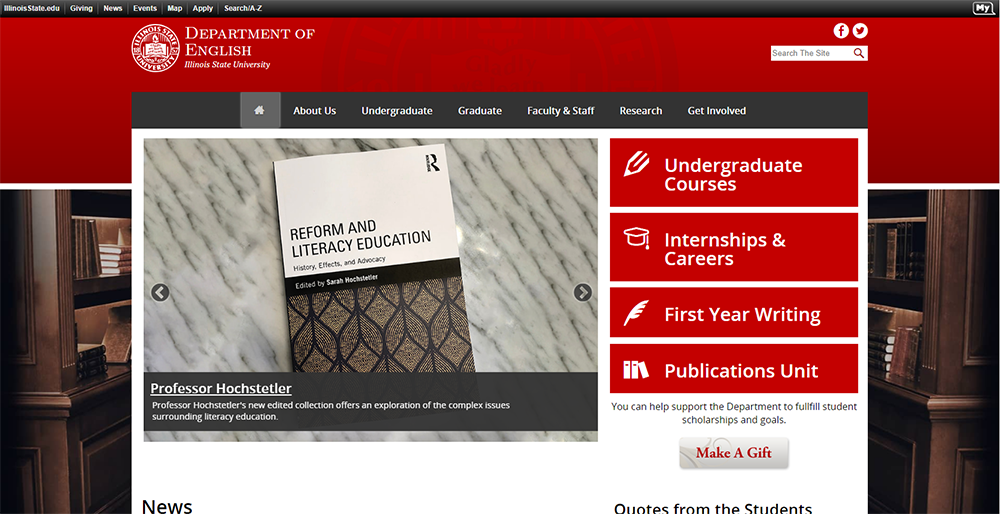 IllinoisState.edu Giving News Events Map Apply Search/A-Z My
DEPARTMENT OF
ENGLISH
Illinois State University
Search The Site
About Us Undergraduate Graduate Faculty & Staff Research Get Involved
R
REFORM AND
LITERACY EDUCATION
History, Effects, and Advocacy
Edited by Sarah Hochstetler
Professor Hochstetler
Professor Hochstetler's new edited collection offers an exploration of the complex issues
surrounding literacy education.
Undergraduate
Courses
Internships &
Careers
First Year Writing
Publications Unit
You can help support the Department to fullfill student
scholarships and goals.
Make A Gift
News
Quotes from the Students